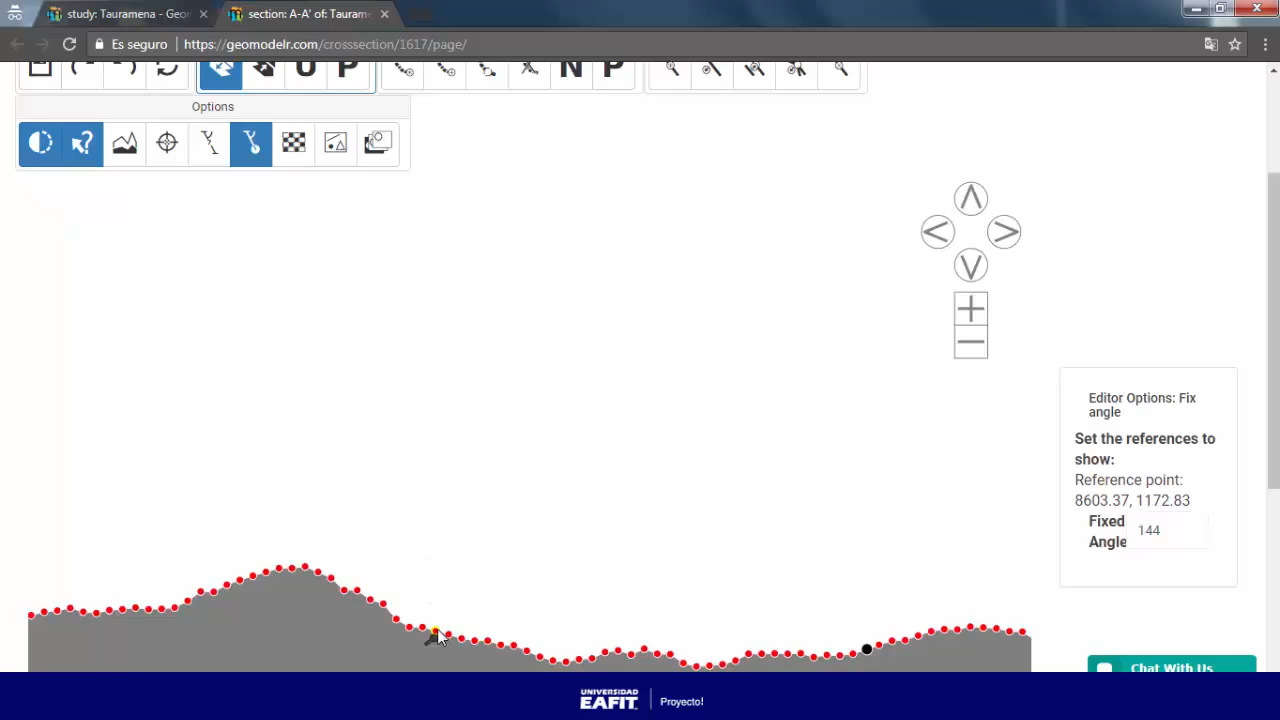 study: Tauramena - Geor
section: A-A' of: Taurame
Es seguro
https://geomodelr.com/crosssection/1617/page/
U
P
N
P
Options
Editor Options: Fix
angle
Set the references to
show:
Reference point:
8603.37, 1172.83
Fixed
Angle
144
Chat With Us
UNIVERSIDAD
EAFIT
Proyecto!